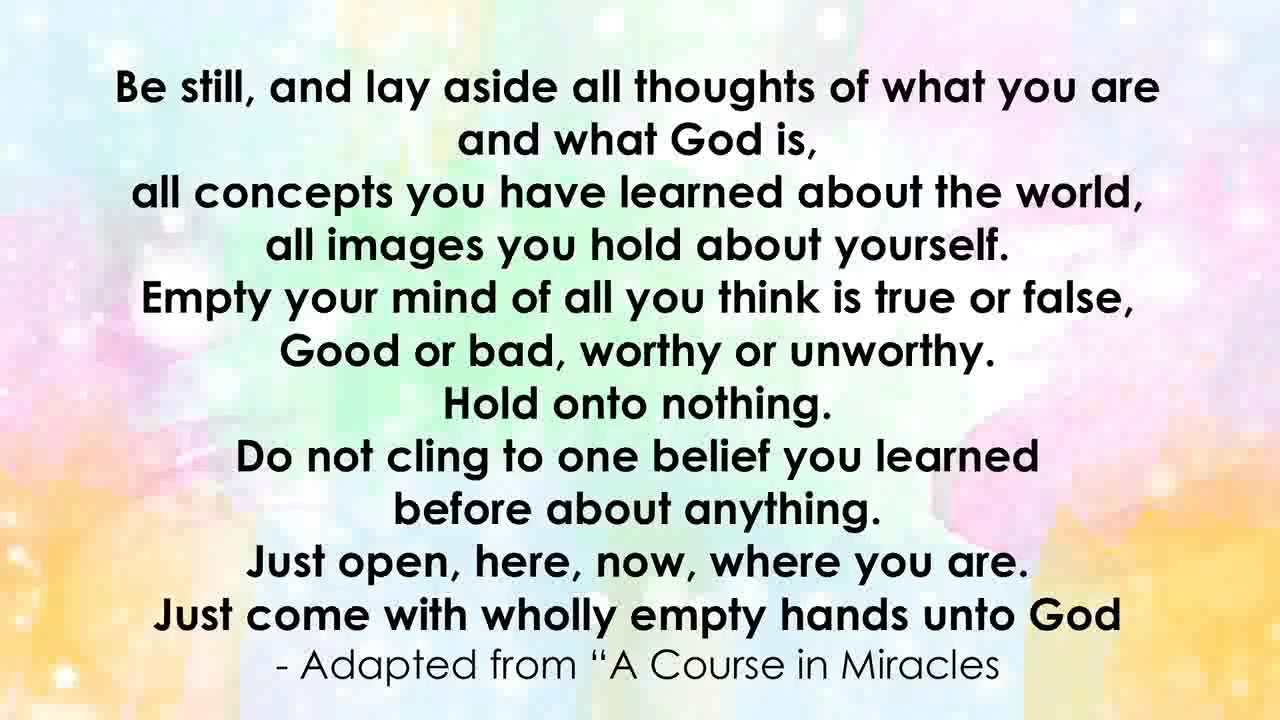 Be still, and lay aside all thoughts of what you are
and what God is,
all concepts you have learned about the world,
all images you hold about yourself.
Empty your mind of all you think is true or false,
Good or bad, worthy or unworthy.
Hold onto nothing.
Do not cling to one belief you learned
before about anything.
Just open, here, now, where you are.
Just come with wholly empty hands unto God
- Adapted from “A Course in Miracles